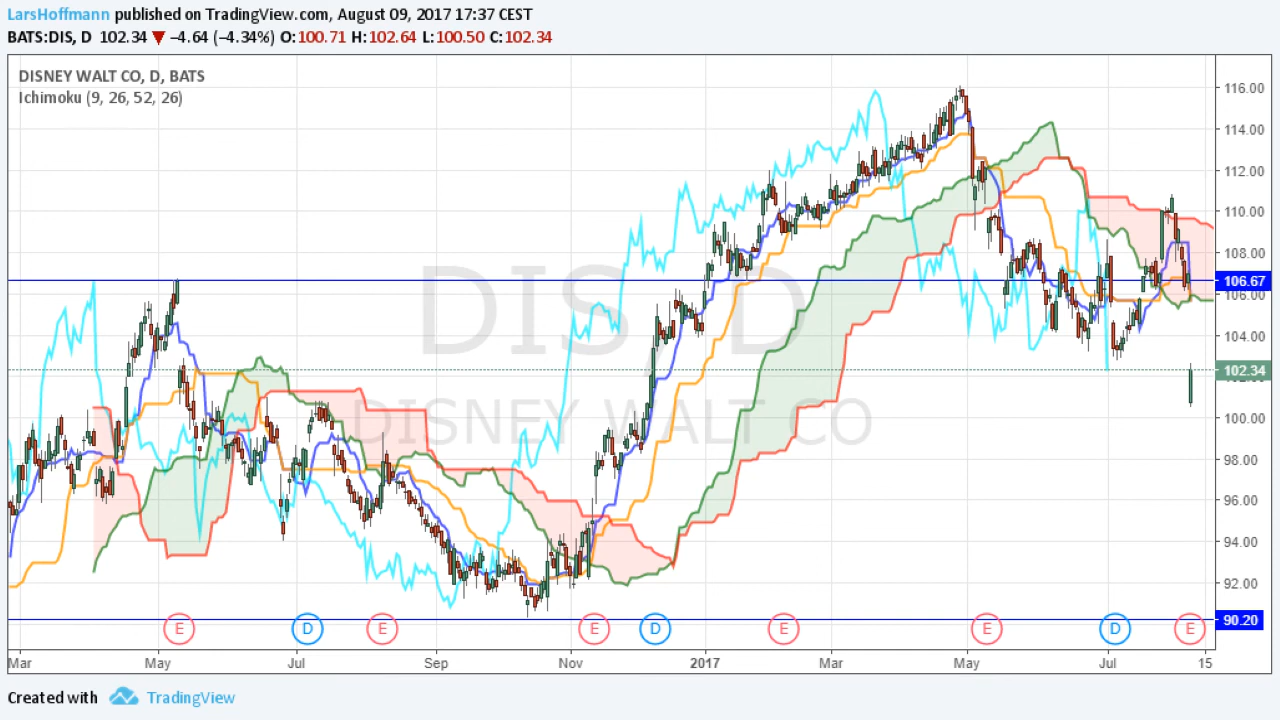 LarsHoffmann published on TradingView.com, August 09, 2017 17:37 CEST
BATS:DIS, D 102.34 ▼ −4.64 (−4.34%) O:100.71 H:102.64 L:100.50 C:102.34
DISNEY WALT CO, D, BATS
Ichimoku (9, 26, 52, 26)
DIS, D
DISNEY WALT CO
116.00
114.00
112.00
110.00
108.00
106.67
106.00
104.00
102.34
102.00
100.00
98.00
96.00
94.00
92.00
90.20
E D E E D E E D E
Mar May Jul Sep Nov 2017 Mar May Jul 15
Created with TradingView